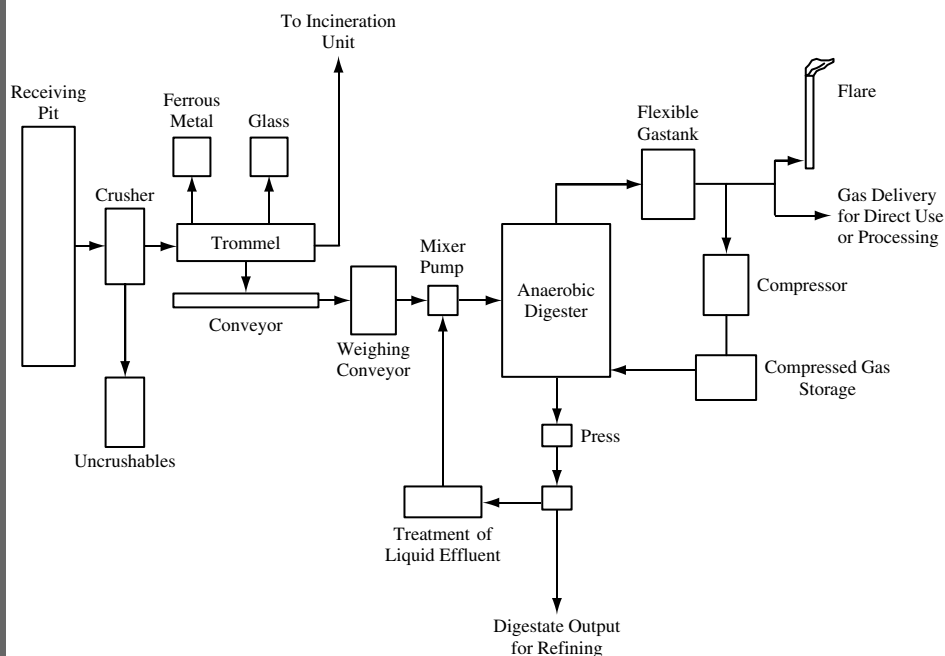 To Incineration
Unit
Receiving
Pit
Ferrous
Metal
Glass
Flexible
Gastank
Flare
Crusher
Gas Delivery
for Direct Use
or Processing
Trommel
Mixer
Pump
Anaerobic
Digester
Compressor
Conveyor
Weighing
Conveyor
Compressed Gas
Storage
Uncrushables
Press
Treatment of
Liquid Effluent
Digestate Output
for Refining